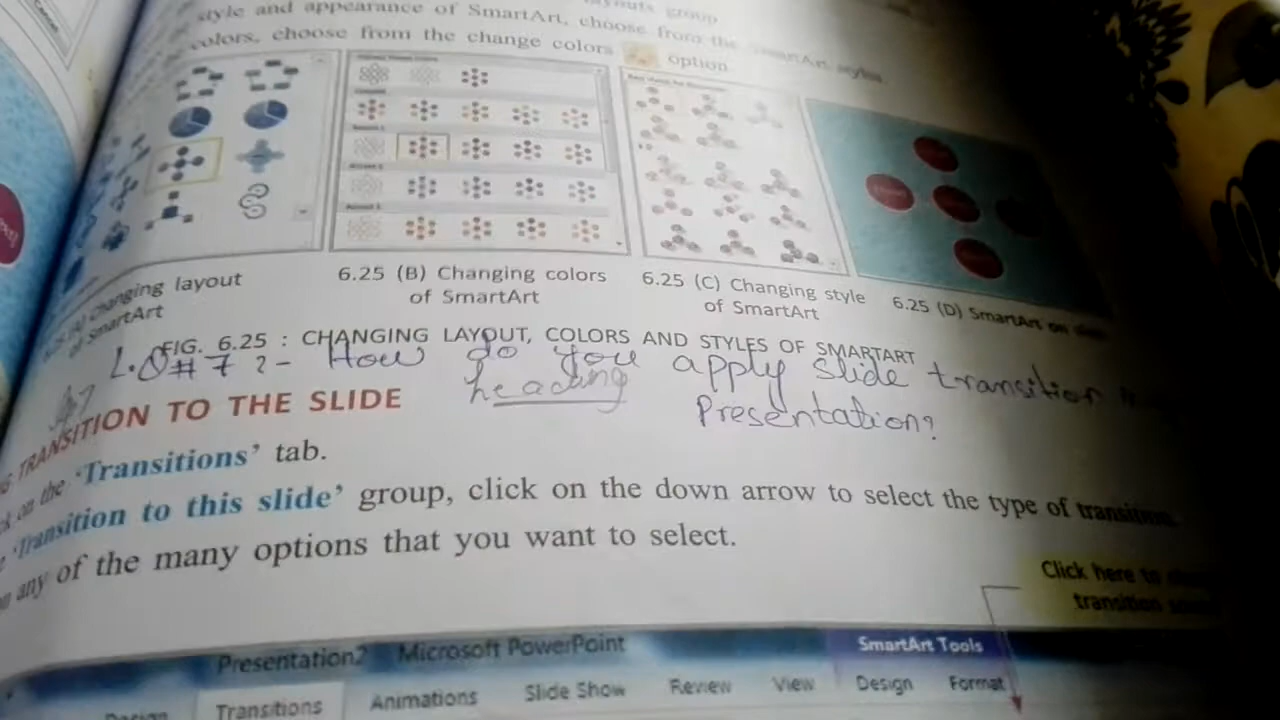 style and appearance of SmartArt, choose from the SmartArt styles
colors, choose from the change colors option
6.25 (B) Changing colors
of SmartArt
6.25 (C) Changing style
of SmartArt
6.25 (D) SmartArt on
Changing layout
of SmartArt
FIG. 6.25 : CHANGING LAYOUT, COLORS AND STYLES OF SMARTART
L.Q# 7 ?- How do you apply slide transition
heading Presentation?
TRANSITION TO THE SLIDE
on the 'Transitions' tab.
'Transition to this slide' group, click on the down arrow to select the type of transition.
any of the many options that you want to select.
Click here to
transition
Presentation2 Microsoft PowerPoint
SmartArt Tools
Design Transitions Animations Slide Show Review View Design Format